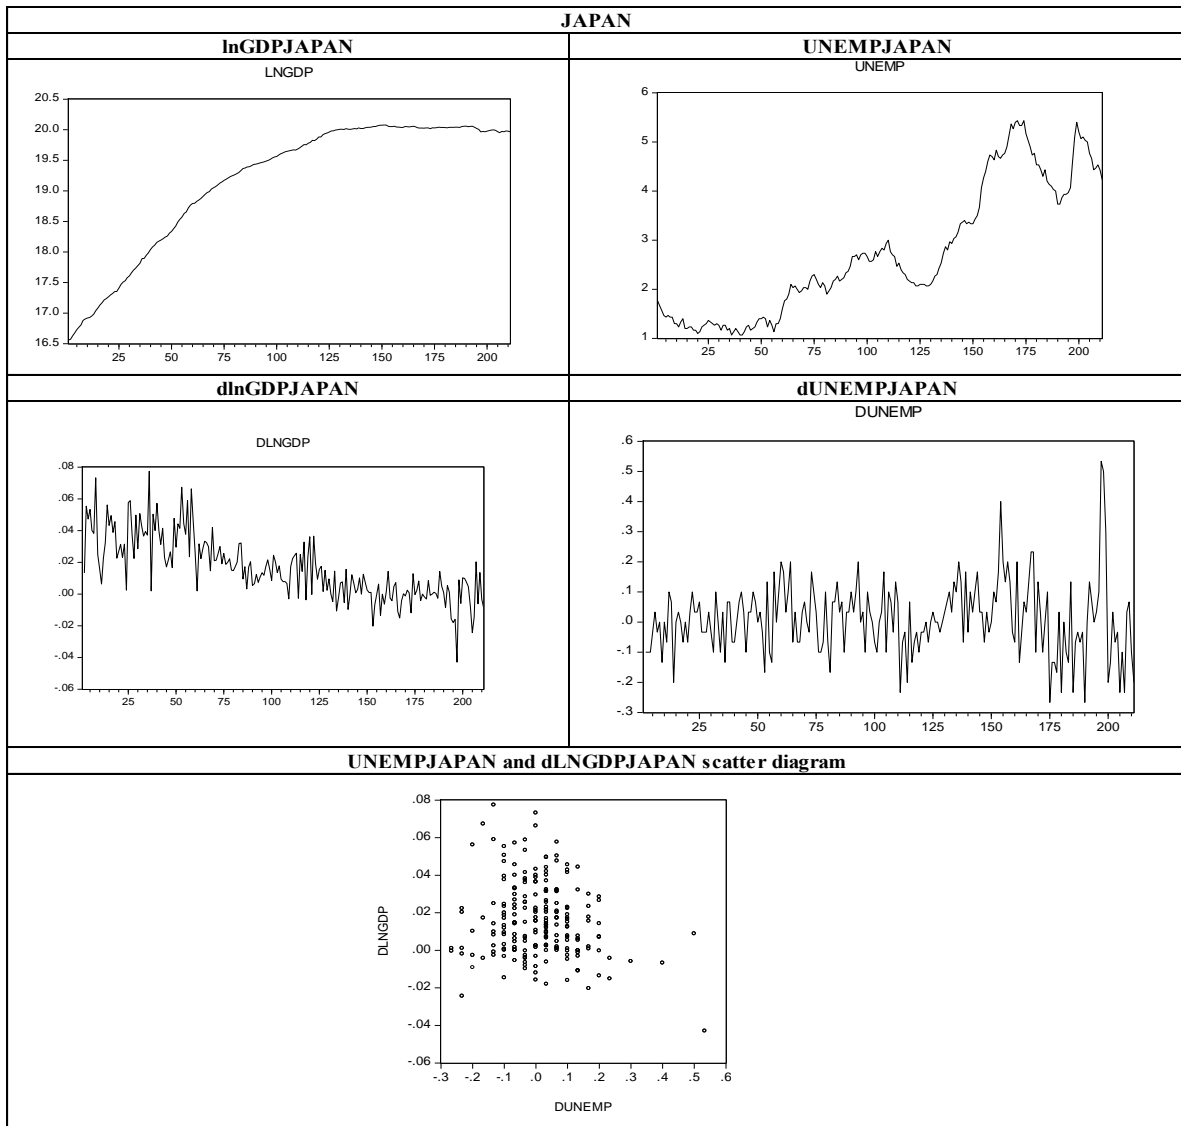 JAPAN
lnGDPJAPAN
UNEMPJAPAN
LNGDP
20.5
20.0
19.5
19.0
18.5
18.0
17.5
17.0
16.5
25 50 75 100 125 150 175 200
UNEMP
6
5
4
3
2
1
25 50 75 100 125 150 175 200
dlnGDPJAPAN
dUNEMPJAPAN
DLNGDP
.08
.06
.04
.02
.00
-.02
-.04
-.06
25 50 75 100 125 150 175 200
DUNEMP
.6
.5
.4
.3
.2
.1
.0
-.1
-.2
-.3
25 50 75 100 125 150 175 200
UNEMPJAPAN and dLNGDPJAPAN scatter diagram
DLNGDP
.08
.06
.04
.02
.00
-.02
-.04
-.06
-.3 -.2 -.1 .0 .1 .2 .3 .4 .5 .6
DUNEMP